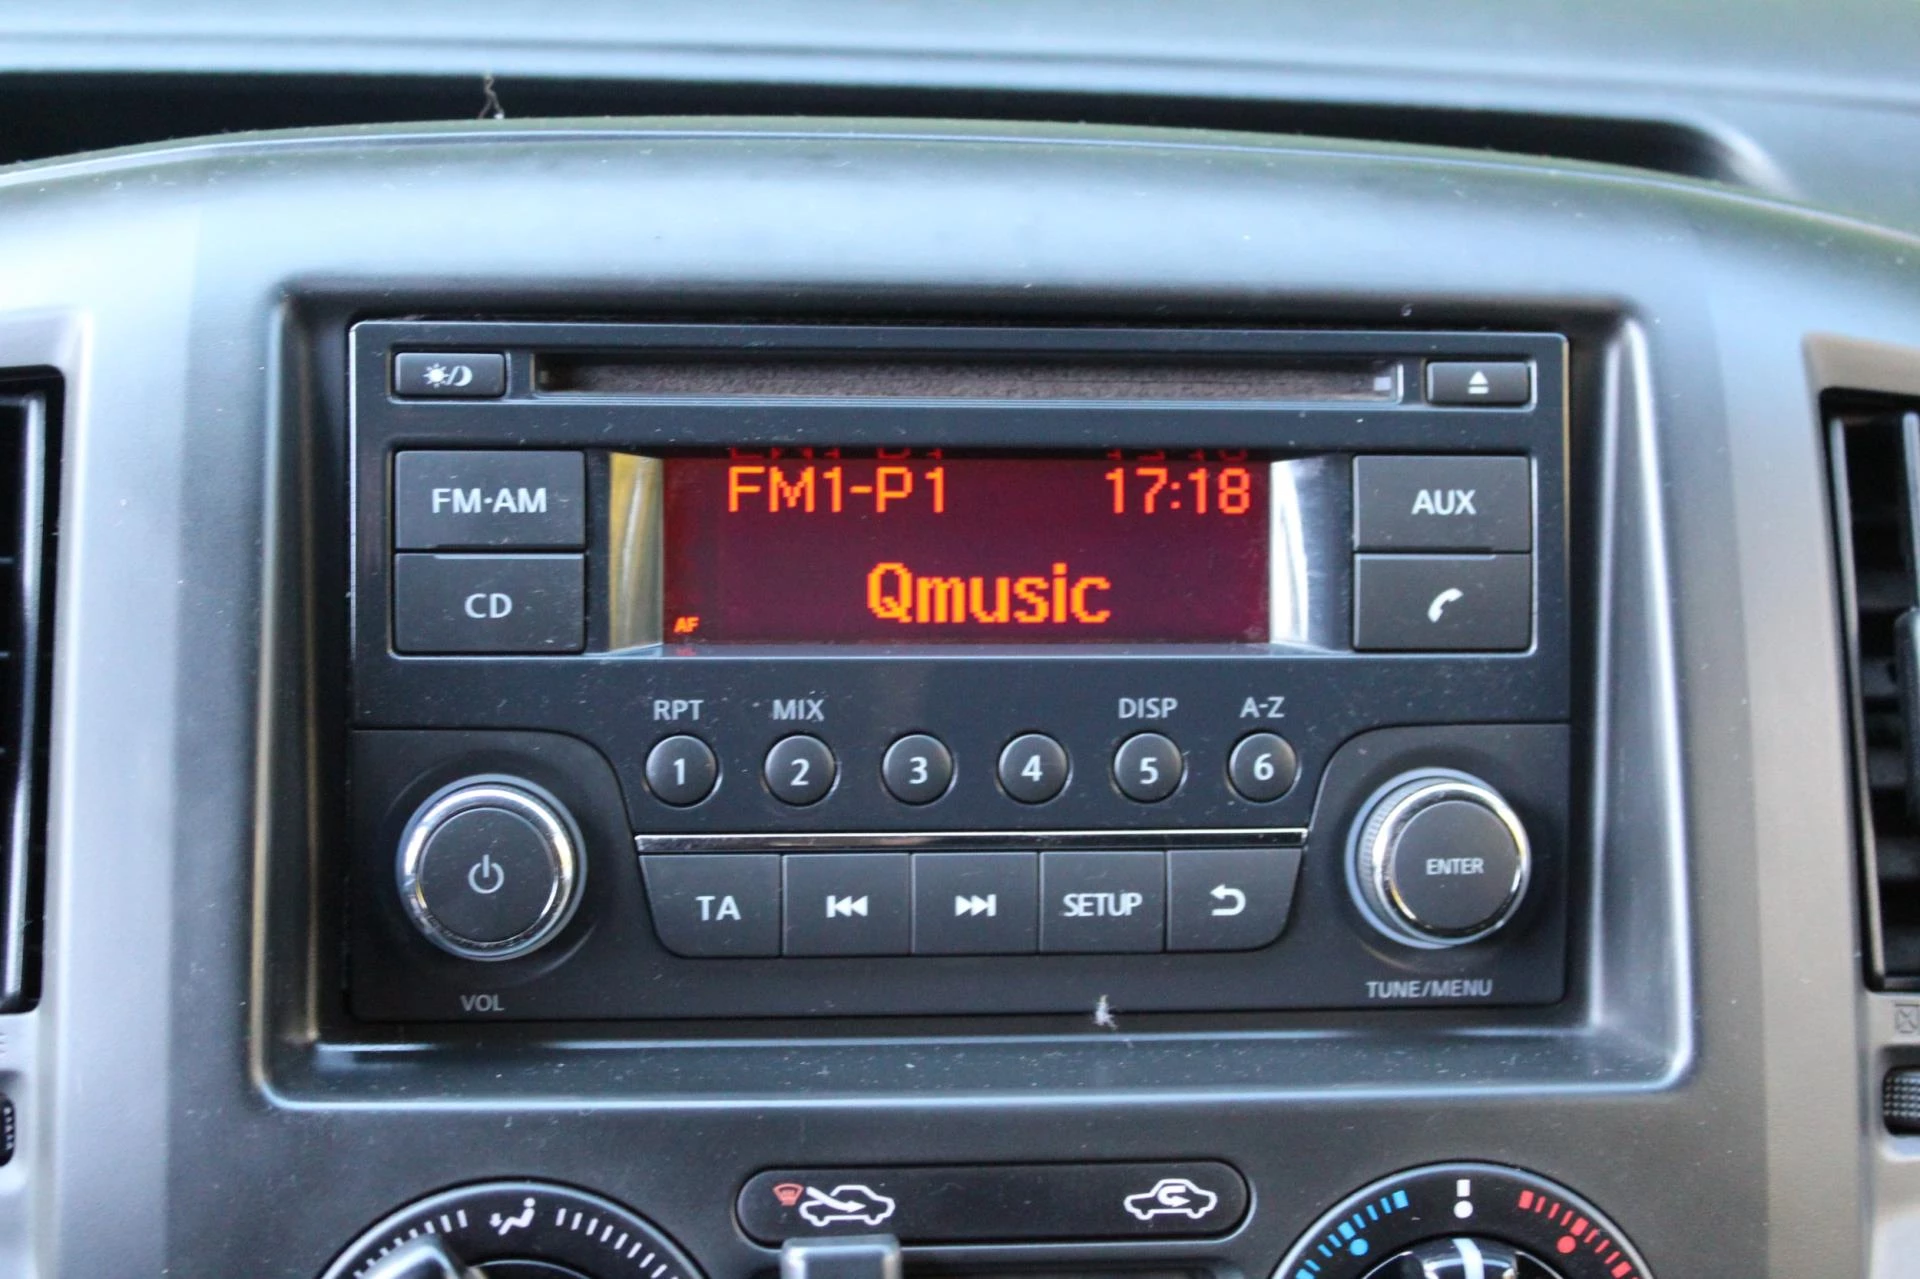 FM1-P1 17:18
FM·AM AUX
Qmusic
CD
AF
RPT MIX DISP A-Z
1 2 3 4 5 6
ENTER
TA SETUP
VOL TUNE/MENU